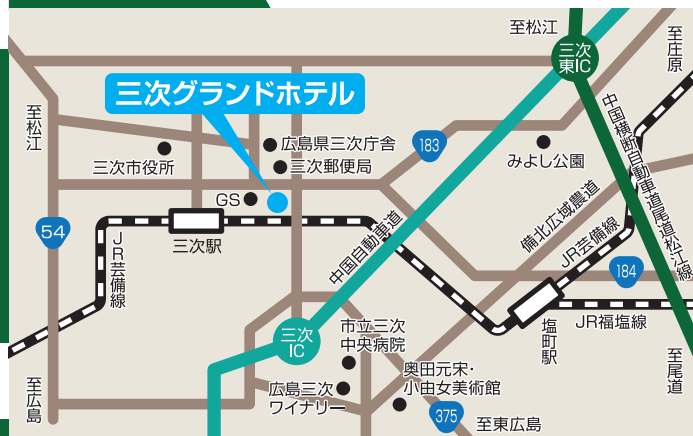 至松江
三次
東IC
至庄原
三次グランドホテル
至松江
広島県三次庁舎
183
中国横断自動車道尾道松江線
三次市役所
三次郵便局
みよし公園
GS
54
三次駅
中国自動車道
備北広域農道
JR芸備線
JR芸備線
184
三次
IC
市立三次
中央病院
塩町駅
JR福塩線
至尾道
奥田元栄・
小由女美術館
至広島
広島三次
ワイナリー
375
至東広島